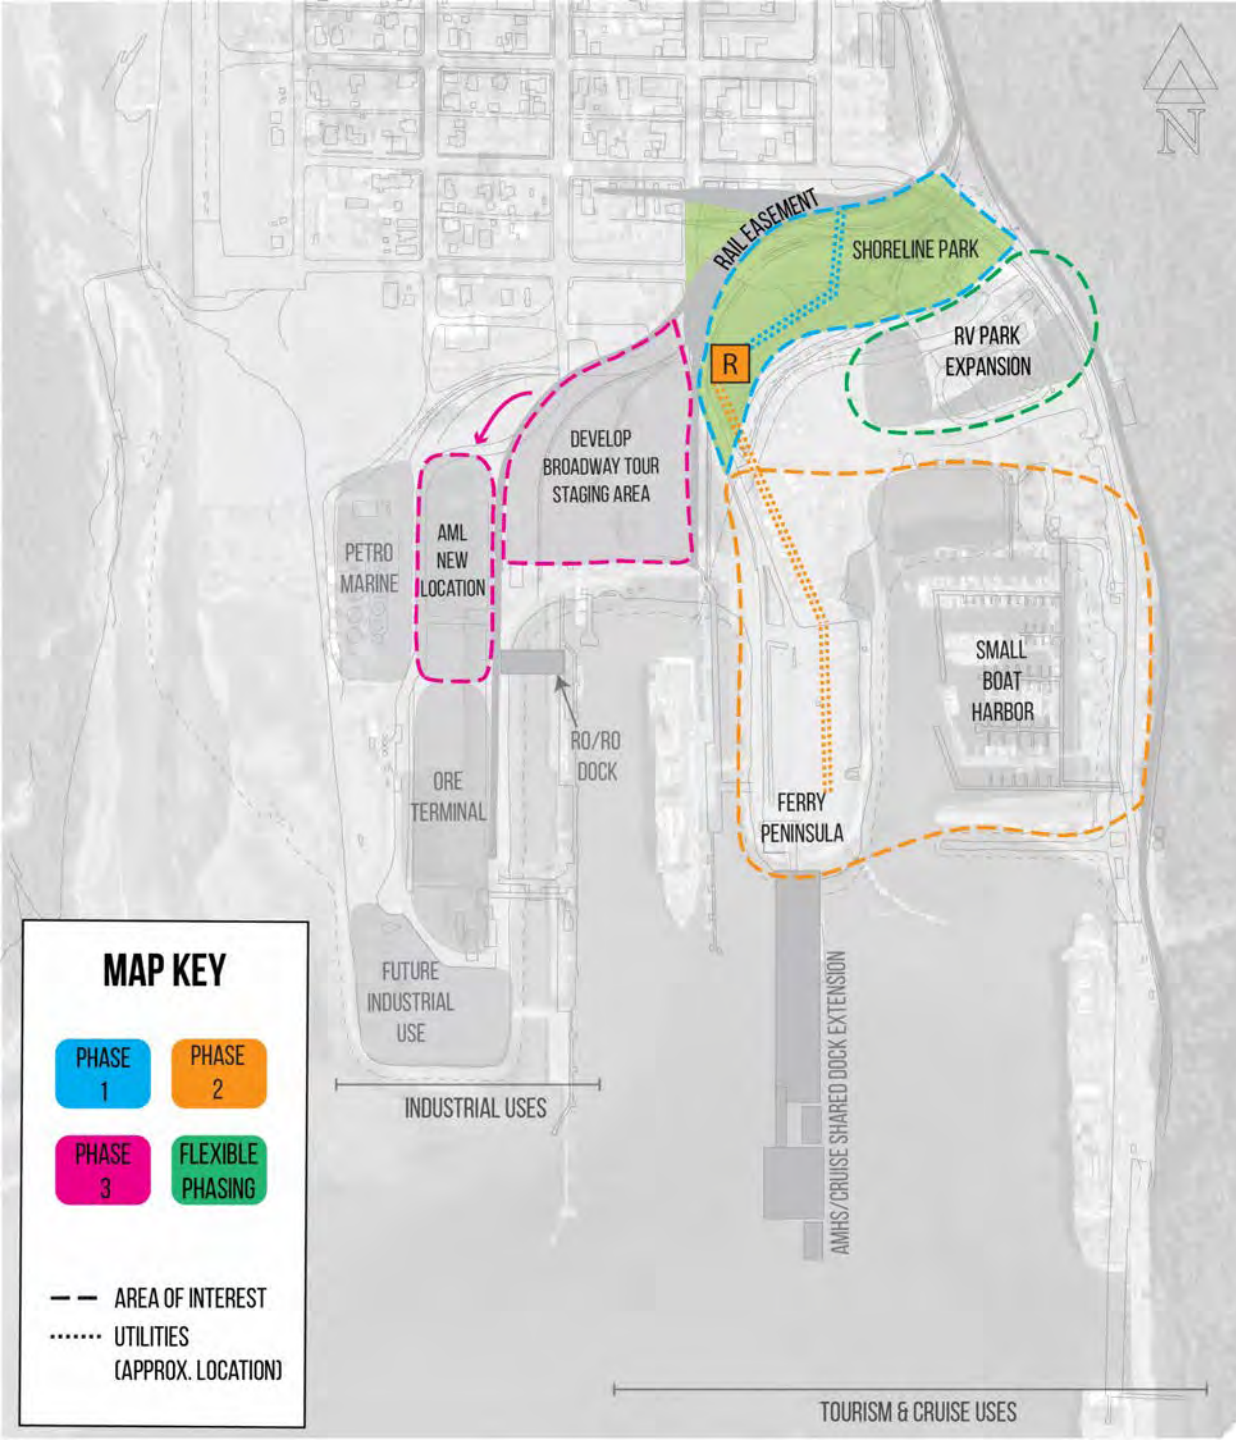 N
RAIL EASEMENT
SHORELINE PARK
RV PARK
EXPANSION
R
DEVELOP
BROADWAY TOUR
STAGING AREA
PETRO
MARINE
AML
NEW
LOCATION
SMALL
BOAT
HARBOR
RO/RO
DOCK
ORE
TERMINAL
FERRY
PENINSULA
FUTURE
INDUSTRIAL
USE
AMHS/CRUISE SHARED DOCK EXTENSION
INDUSTRIAL USES
MAP KEY
PHASE
1
PHASE
2
PHASE
3
FLEXIBLE
PHASING
AREA OF INTEREST
UTILITIES
(APPROX. LOCATION)
TOURISM & CRUISE USES